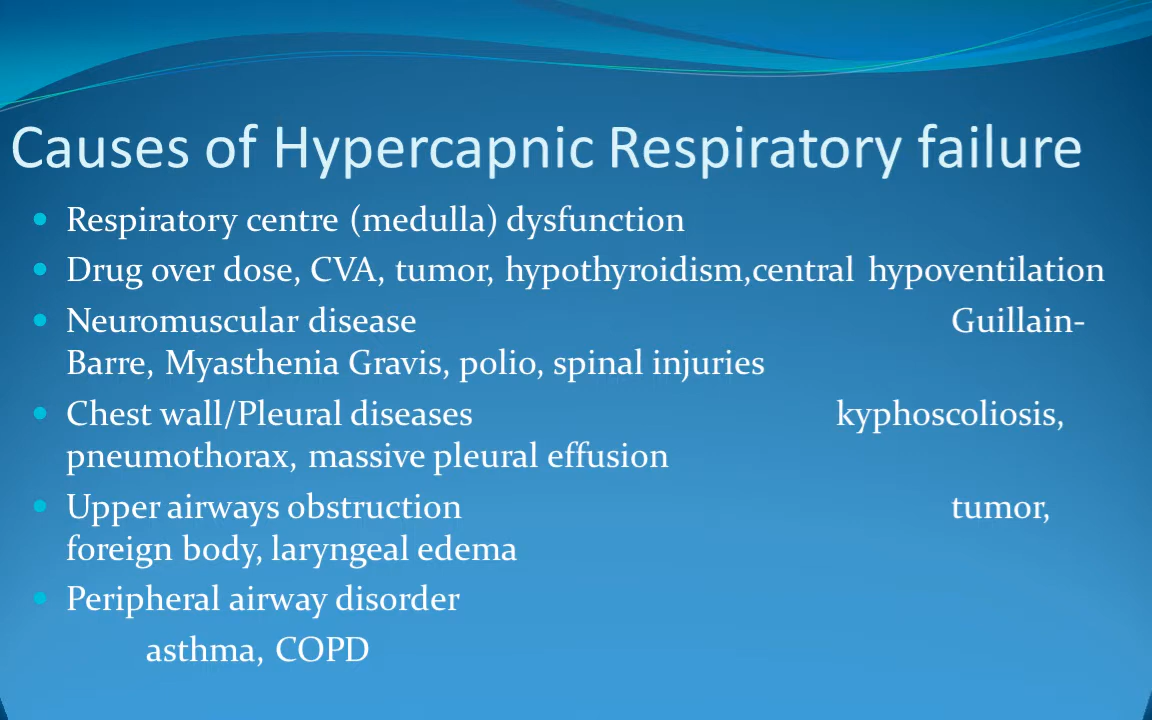 Causes of Hypercapnic Respiratory failure
Respiratory centre (medulla) dysfunction
Drug over dose, CVA, tumor, hypothyroidism,central hypoventilation
Neuromuscular disease Guillain-
Barre, Myasthenia Gravis, polio, spinal injuries
Chest wall/Pleural diseases kyphoscoliosis,
pneumothorax, massive pleural effusion
Upper airways obstruction tumor,
foreign body, laryngeal edema
Peripheral airway disorder
asthma, COPD